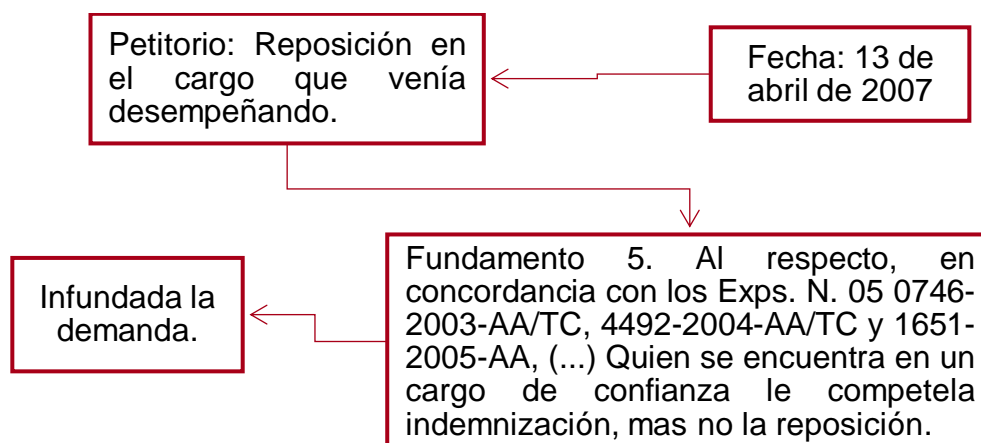 Petitorio: Reposición en
el cargo que venía
desempeñando.
Fecha: 13 de
abril de 2007
Fundamento 5. Al respecto, en
concordancia con los Exps. N. 05 0746-
2003-AA/TC, 4492-2004-AA/TC y 1651-
2005-AA, (...) Quien se encuentra en un
cargo de confianza le competela
indemnización, mas no la reposición.
Infundada la
demanda.